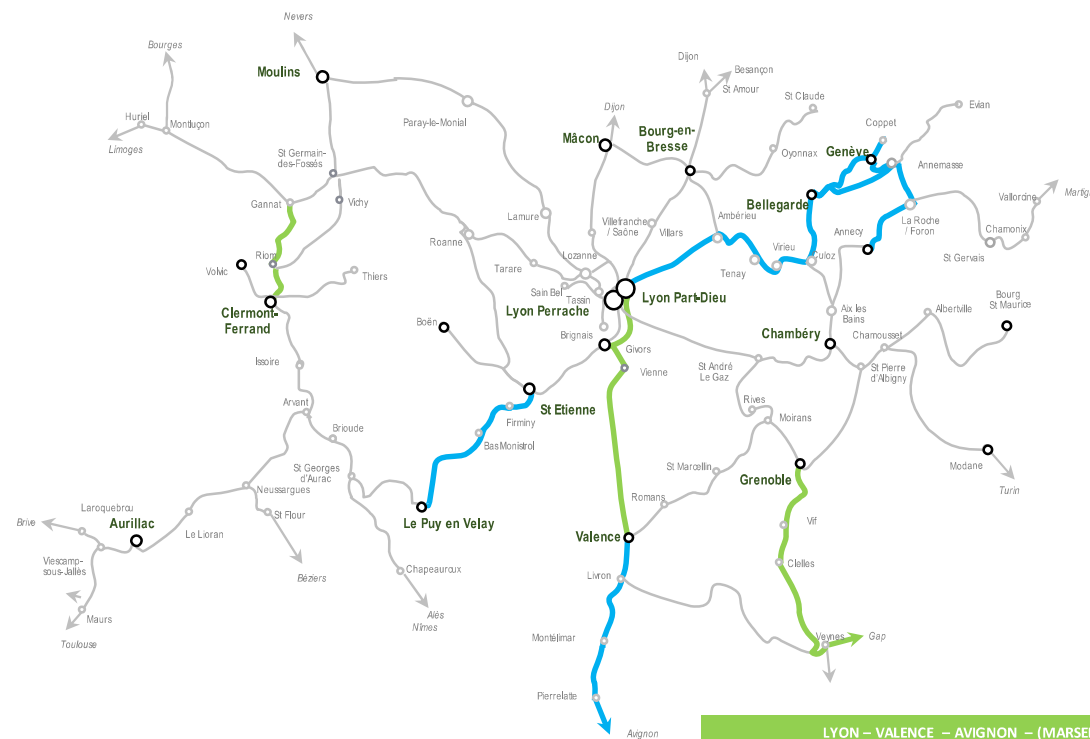 Nevers
Bourges
Moulins
Dijon
Besançon
St Amour
St Claude
Evian
Paray-le-Monial
Dijon
Huriel
Montluçon
Limoges
Mâcon
Bourg-en-
Bresse
Coppet
Genève
Oyonnax
Annemasse
St Germain
-des-Fossés
Bellegarde
Vallorcine
Gannat
Vichy
Lamure
Villefranche
/ Saône
Villars
Ambérieu
Annecy
La Roche
/ Foron
Chamonix
Roanne
St Gervais
Volvic
Riom
Thiers
Tarare
Lozanne
Tenay
Virieu
Culoz
Sain Bel
Tassin
Lyon Part-Dieu
Lyon Perrache
Clermont-
Ferrand
Boën
Brignais
Aix les
Bains
Albertville
Bourg
St Maurice
Chambéry
Chamousset
Givors
Vienne
Issoire
St André
Le Gaz
St Pierre
d'Albigny
Arvant
St Etienne
Rives
Firminy
Moirans
Brioude
Bas Monistrol
St Georges
d'Aurac
St Marcellin
Grenoble
Modane
Neussargues
Turin
Romans
Laroquebrou
Brive
Aurillac
St Flour
Le Puy en Velay
Vif
Le Lioran
Valence
Viescamp-
sous-Jallès
Clelles
Béziers
Chapeauroux
Livron
Maurs
Alès
Nîmes
Toulouse
Montélimar
Veynes
Gap
Pierrelatte
Avignon
LYON – VALENCE – AVIGNON –